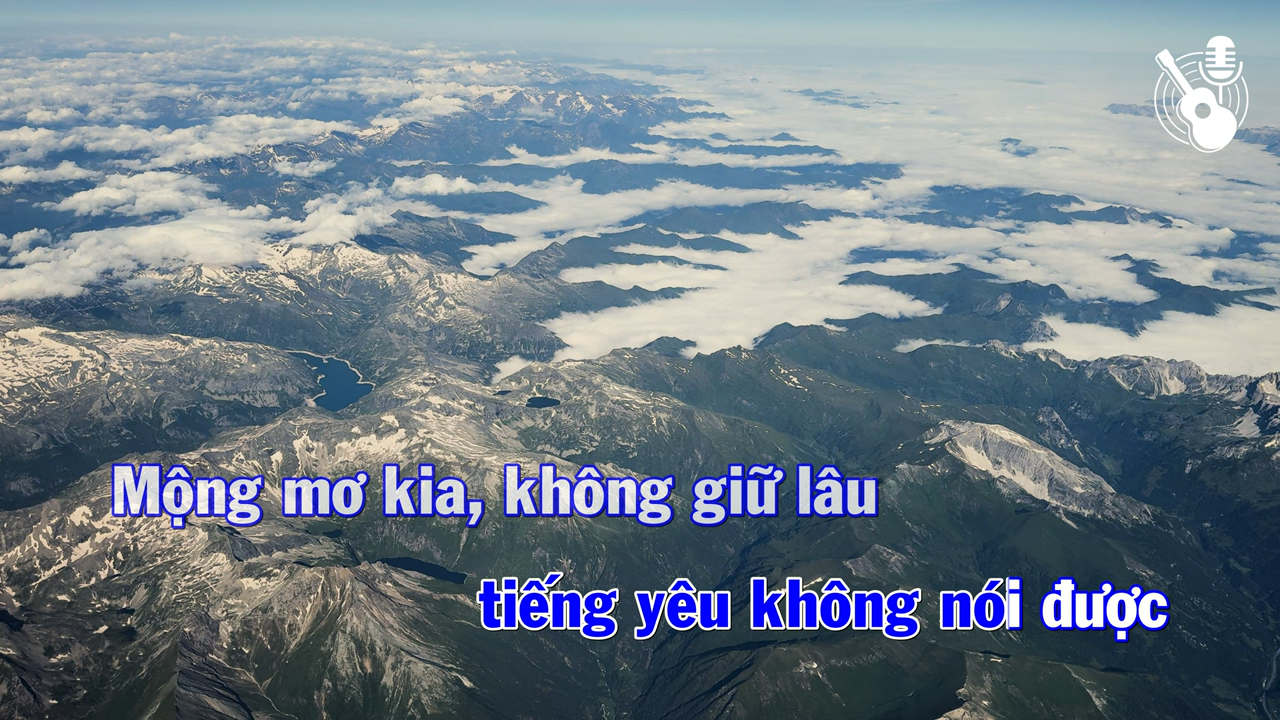 Mộng mơ kia, không giữ lâu
tiếng yêu không nói được